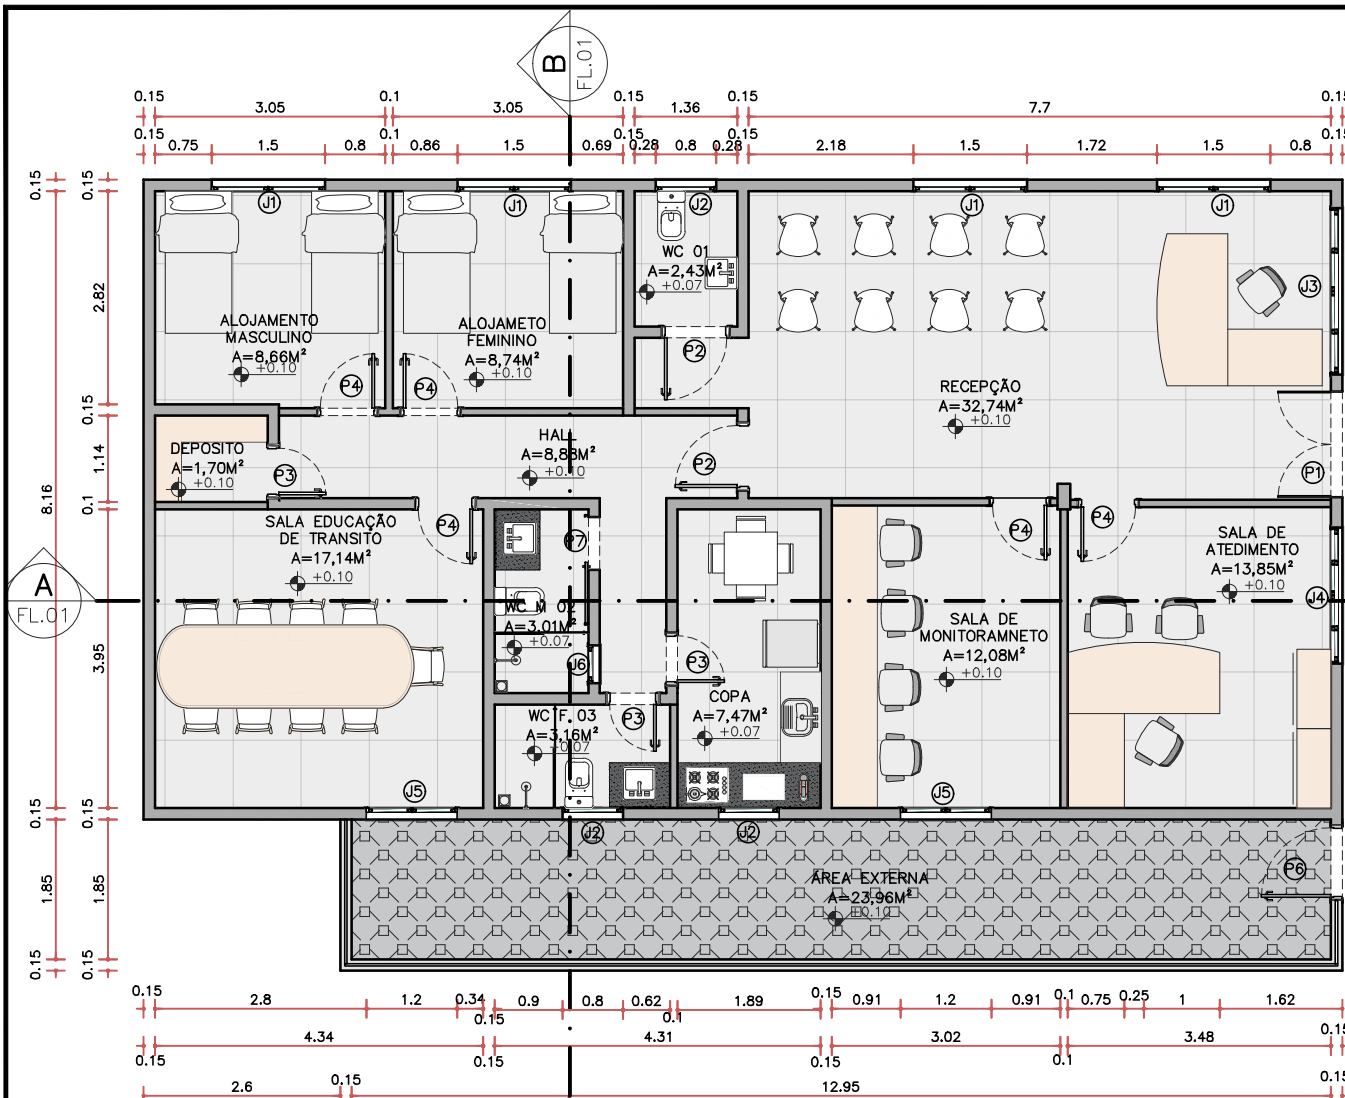 B
FL.01
0.15
3.05
0.1
3.05
0.15
1.36
0.15
7.7
0.15
0.15
0.75
1.5
0.8
0.1
0.86
1.5
0.69
0.15
0.28
0.8
0.28
0.15
2.18
1.5
1.72
1.5
0.8
0.15
0.15
0.15
J1
J1
J2
J1
J1
WC 01
A=2,43M²
+0.07
J3
2.82
ALOJAMENTO
MASCULINO
A=8,66M²
+0.10
ALOJAMETO
FEMININO
A=8,74M²
+0.10
P2
P4
P4
RECEPÇÃO
A=32,74M²
+0.10
0.15
HALL
A=8,88M²
+0.10
DEPOSITO
A=1,70M²
+0.10
P3
P2
P1
1.14
8.16
0.1
SALA EDUCAÇÃO
DE TRANSITO
A=17,14M²
+0.10
P4
P7
P4
P4
SALA DE
ATEDIMENTO
A=13,85M²
+0.10
J4
A
FL.01
WC M 02
A=3,01M²
+0.07
J6
SALA DE
MONITORAMNETO
A=12,08M²
+0.10
3.95
P3
COPA
A=7,47M²
+0.07
WC F. 03
A=3,16M²
+0.07
P3
J5
J5
0.15
0.15
J2
J2
1.85
1.85
ÁREA EXTERNA
A=23,96M²
+0.10
P6
0.15
0.15
0.15
2.8
1.2
0.34
0.15
0.9
0.8
0.62
0.1
1.89
0.15
0.91
1.2
0.91
0.1
0.75
0.25
1
1.62
0.15
4.34
0.15
4.31
0.15
3.02
0.1
3.48
0.15
2.6
0.15
12.95
0.15